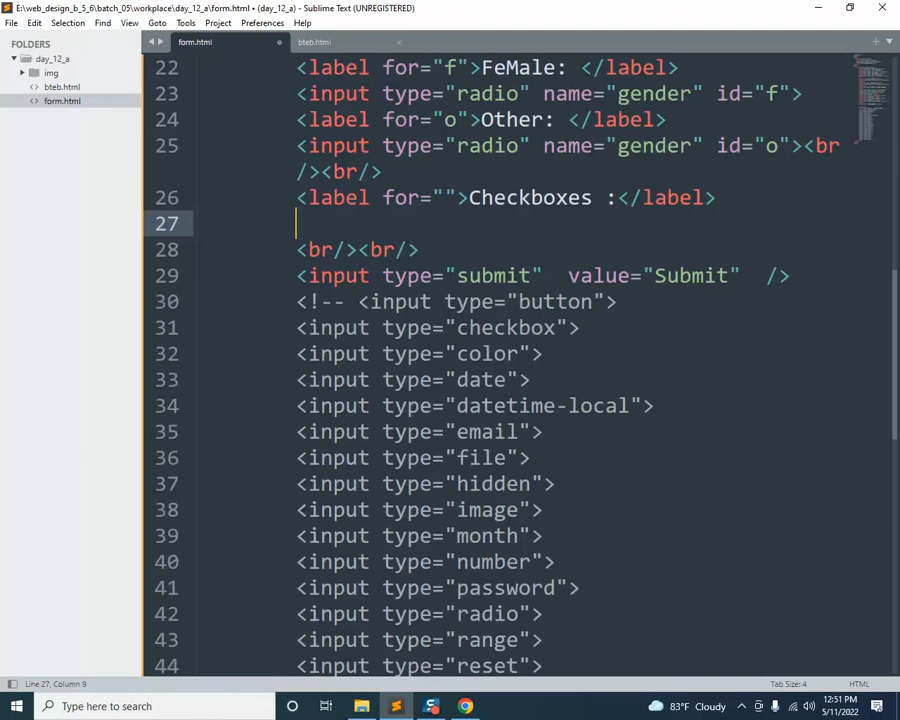 E:\web_design_b_5_6\batch_05\workplace\day_12_a\form.html • (day_12_a) - Sublime Text (UNREGISTERED)
File Edit Selection Find View Goto Tools Project Preferences Help
FOLDERS
day_12_a
img
bteb.html
form.html
form.html
bteb.html
22 <label for="f">FeMale: </label>
23 <input type="radio" name="gender" id="f">
24 <label for="o">Other: </label>
25 <input type="radio" name="gender" id="o"><br
/><br/>
26 <label for="">Checkboxes :</label>
27
28 <br/><br/>
29 <input type="submit"  value="Submit"  />
30 <!-- <input type="button">
31 <input type="checkbox">
32 <input type="color">
33 <input type="date">
34 <input type="datetime-local">
35 <input type="email">
36 <input type="file">
37 <input type="hidden">
38 <input type="image">
39 <input type="month">
40 <input type="number">
41 <input type="password">
42 <input type="radio">
43 <input type="range">
44 <input type="reset">
Line 27, Column 9
Tab Size: 4
HTML
Type here to search
83°F Cloudy
12:51 PM
5/11/2022